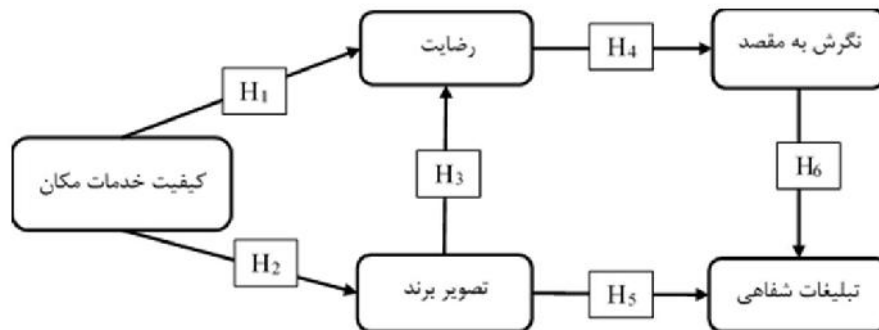 رضایت
H4
نگرش به مقصد
H1
کیفیت خدمات مکان
H3
H6
H2
تصویر برند
H5
تبلیغات شفاهی